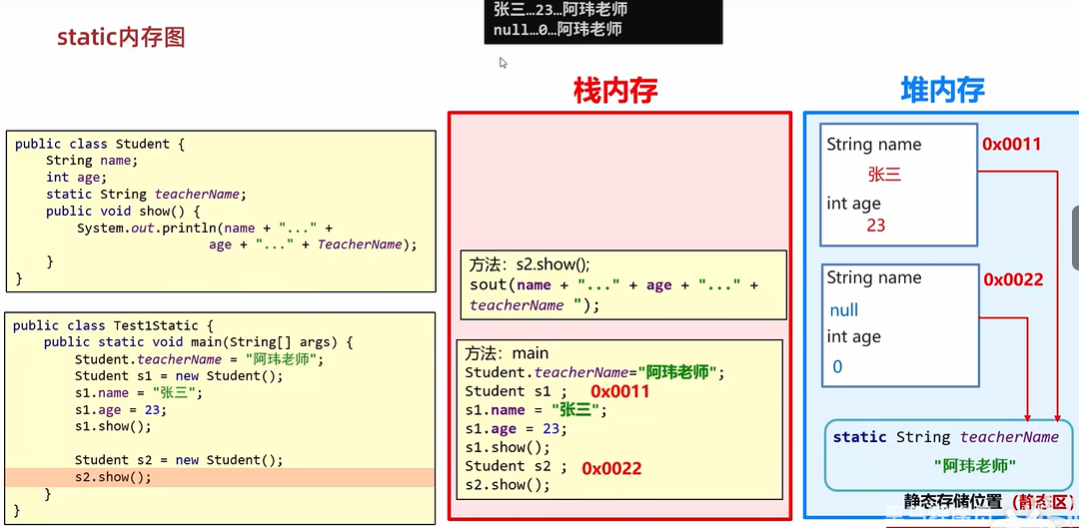 static内存图
张三…23…阿玮老师
null…0…阿玮老师
public class Student {
String name;
int age;
static String teacherName;
public void show() {
System.out.println(name + "..." +
age + "..." + TeacherName);
}
}
public class Test1Static {
public static void main(String[] args) {
Student.teacherName = "阿玮老师";
Student s1 = new Student();
s1.name = "张三";
s1.age = 23;
s1.show();
Student s2 = new Student();
s2.show();
}
}
栈内存
方法：s2.show();
sout(name + "..." + age + "..." +
teacherName ");
方法：main
Student.teacherName="阿玮老师";
Student s1 ; 0x0011
s1.name = "张三";
s1.age = 23;
s1.show();
Student s2 ; 0x0022
s2.show();
堆内存
String name 0x0011
张三
int age
23
String name 0x0022
null
int age
0
static String teacherName
"阿玮老师"
静态存储位置（静态区）